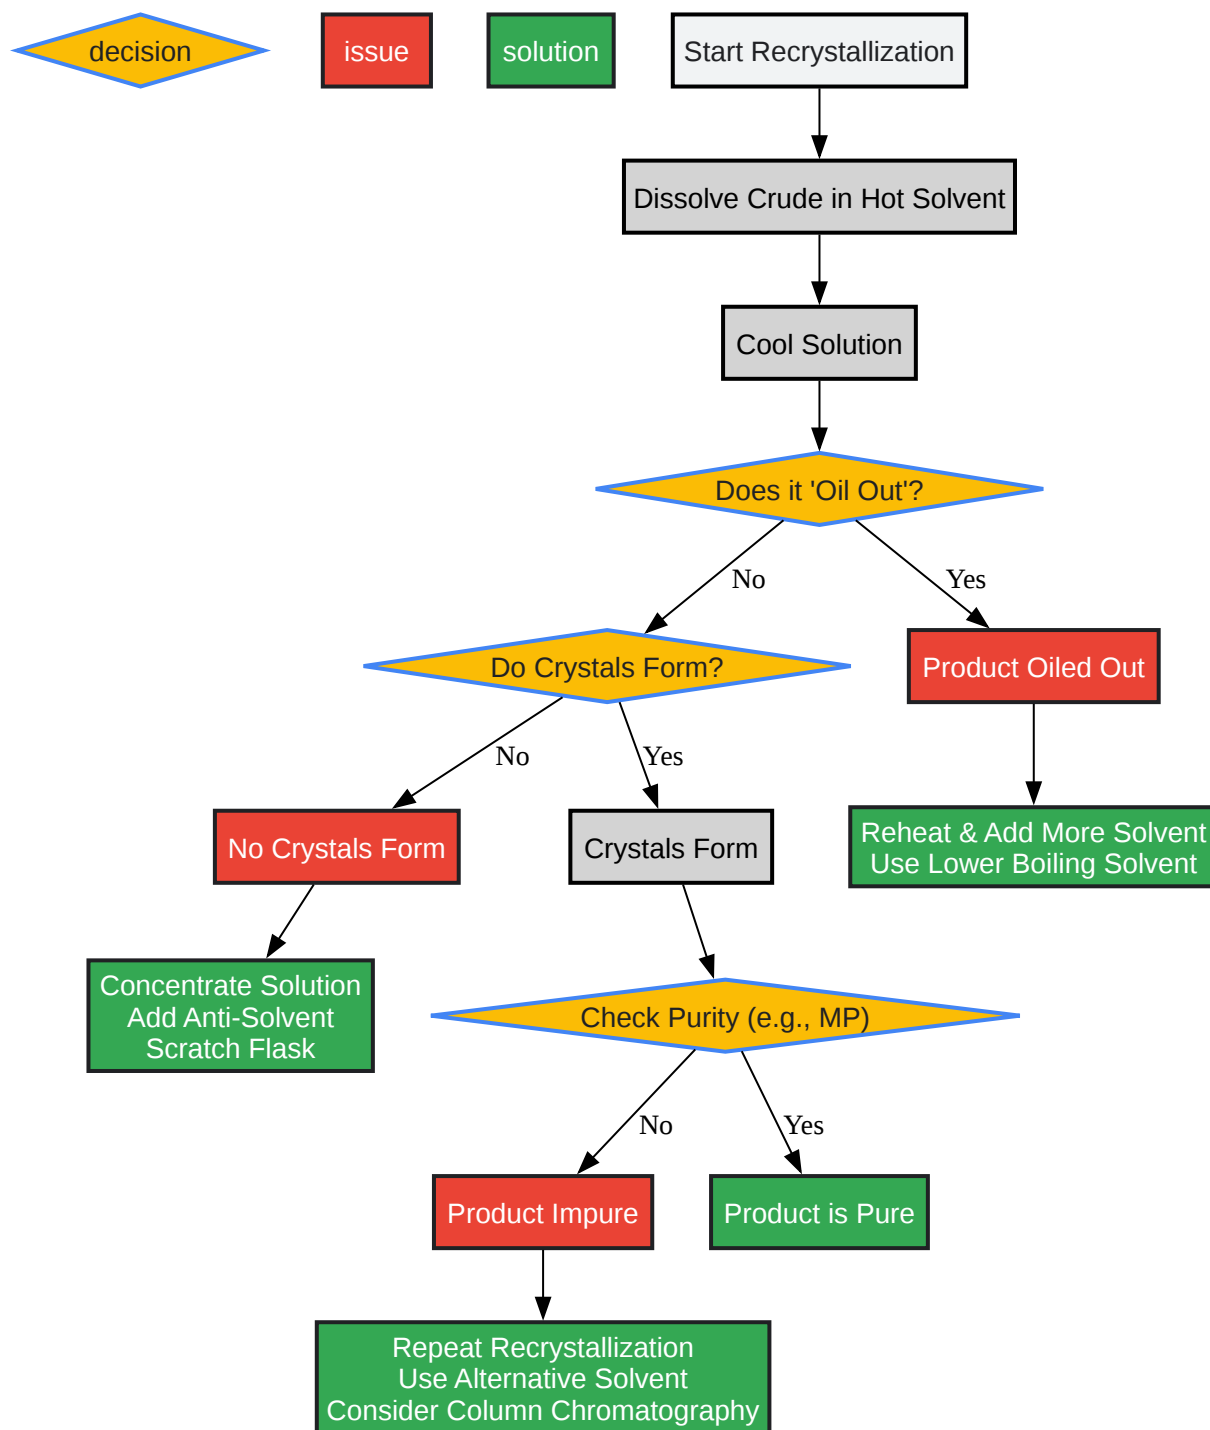 decision
issue
solution
Start Recrystallization
Dissolve Crude in Hot Solvent
Cool Solution
Does it 'Oil Out'?
No
Yes
Do Crystals Form?
Product Oiled Out
No
Yes
No Crystals Form
Crystals Form
Reheat & Add More Solvent
Use Lower Boiling Solvent
Concentrate Solution
Add Anti-Solvent
Scratch Flask
Check Purity (e.g., MP)
No
Yes
Product Impure
Product is Pure
Repeat Recrystallization
Use Alternative Solvent
Consider Column Chromatography